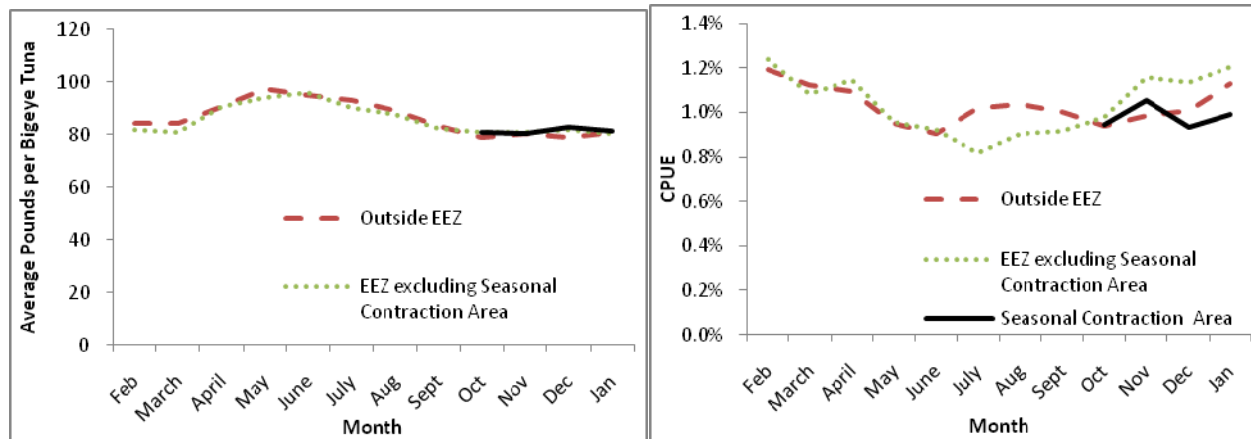 120
100
80
60
40
20
0
Average Pounds per Bigeye Tuna
Outside EEZ
EEZ excluding Seasonal
Contraction Area
Feb
March
April
May
June
July
Aug
Sept
Oct
Nov
Dec
Jan
Month
1.4%
1.2%
1.0%
0.8%
0.6%
0.4%
0.2%
0.0%
CPUE
Outside EEZ
EEZ excluding Seasonal
Contraction Area
Seasonal Contraction Area
Feb
March
April
May
June
July
Aug
Sept
Oct
Nov
Dec
Jan
Month